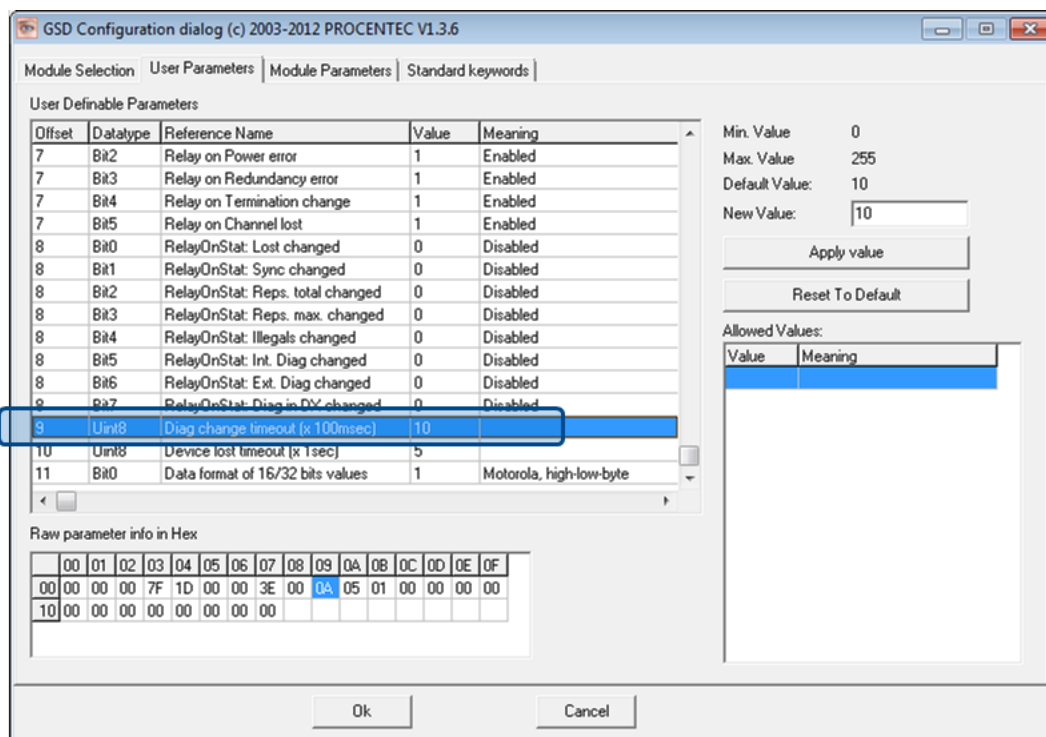 GSD Configuration dialog (c) 2003-2012 PROCENTEC V1.3.6
Module Selection User Parameters Module Parameters Standard keywords
User Definable Parameters
Offset Datatype Reference Name Value Meaning
7 Bit2 Relay on Power error 1 Enabled
7 Bit3 Relay on Redundancy error 1 Enabled
7 Bit4 Relay on Termination change 1 Enabled
7 Bit5 Relay on Channel lost 1 Enabled
8 Bit0 RelayOnStat: Lost changed 0 Disabled
8 Bit1 RelayOnStat: Sync changed 0 Disabled
8 Bit2 RelayOnStat: Reps. total changed 0 Disabled
8 Bit3 RelayOnStat: Reps. max. changed 0 Disabled
8 Bit4 RelayOnStat: Illegals changed 0 Disabled
8 Bit5 RelayOnStat: Int. Diag changed 0 Disabled
8 Bit6 RelayOnStat: Ext. Diag changed 0 Disabled
8 Bit7 RelayOnStat: Diag in DX changed 0 Disabled
9 Uint8 Diag change timeout (x 100msec) 10
10 Uint8 Device lost timeout (x 1sec) 5
11 Bit0 Data format of 16/32 bits values 1 Motorola, high-low-byte
Min. Value 0
Max. Value 255
Default Value: 10
New Value: 10
Apply value
Reset To Default
Allowed Values:
Value Meaning
Raw parameter info in Hex
00 01 02 03 04 05 06 07 08 09 0A 0B 0C 0D 0E 0F
00 00 00 00 7F 1D 00 00 3E 00 0A 05 01 00 00 00 00
10 00 00 00 00 00 00 00 00
Ok Cancel